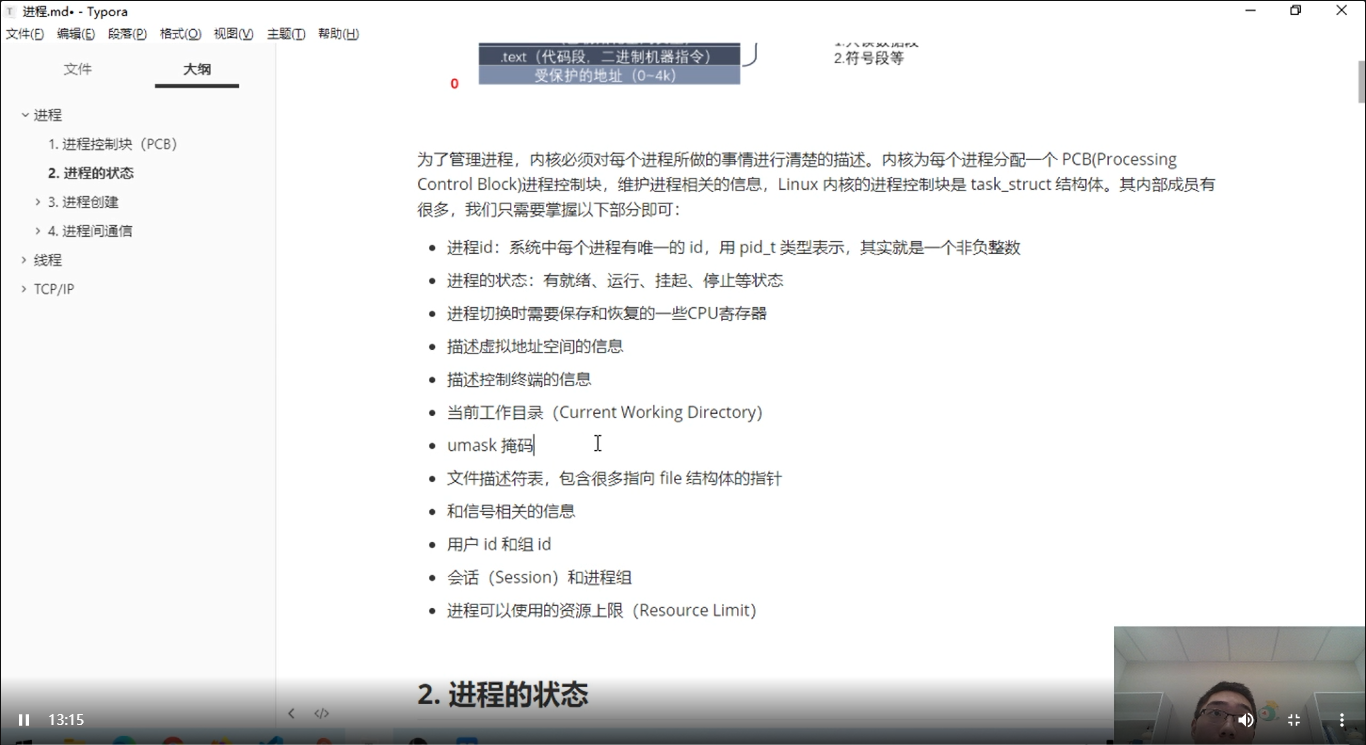 进程.md• - Typora
文件(F) 编辑(E) 段落(P) 格式(O) 视图(V) 主题(T) 帮助(H)
文件 大纲
进程
1. 进程控制块（PCB）
2. 进程的状态
3. 进程创建
4. 进程间通信
线程
TCP/IP
.text（代码段，二进制机器指令）
受保护的地址（0~4k）
0
1.只读数据段
2.符号段等
为了管理进程，内核必须对每个进程所做的事情进行清楚的描述。内核为每个进程分配一个 PCB(Processing
Control Block)进程控制块，维护进程相关的信息，Linux 内核的进程控制块是 task_struct 结构体。其内部成员有
很多，我们只需要掌握以下部分即可：
进程id：系统中每个进程有唯一的 id，用 pid_t 类型表示，其实就是一个非负整数
进程的状态：有就绪、运行、挂起、停止等状态
进程切换时需要保存和恢复的一些CPU寄存器
描述虚拟地址空间的信息
描述控制终端的信息
当前工作目录（Current Working Directory）
umask 掩码
文件描述符表，包含很多指向 file 结构体的指针
和信号相关的信息
用户 id 和组 id
会话（Session）和进程组
进程可以使用的资源上限（Resource Limit）
2. 进程的状态
13:15